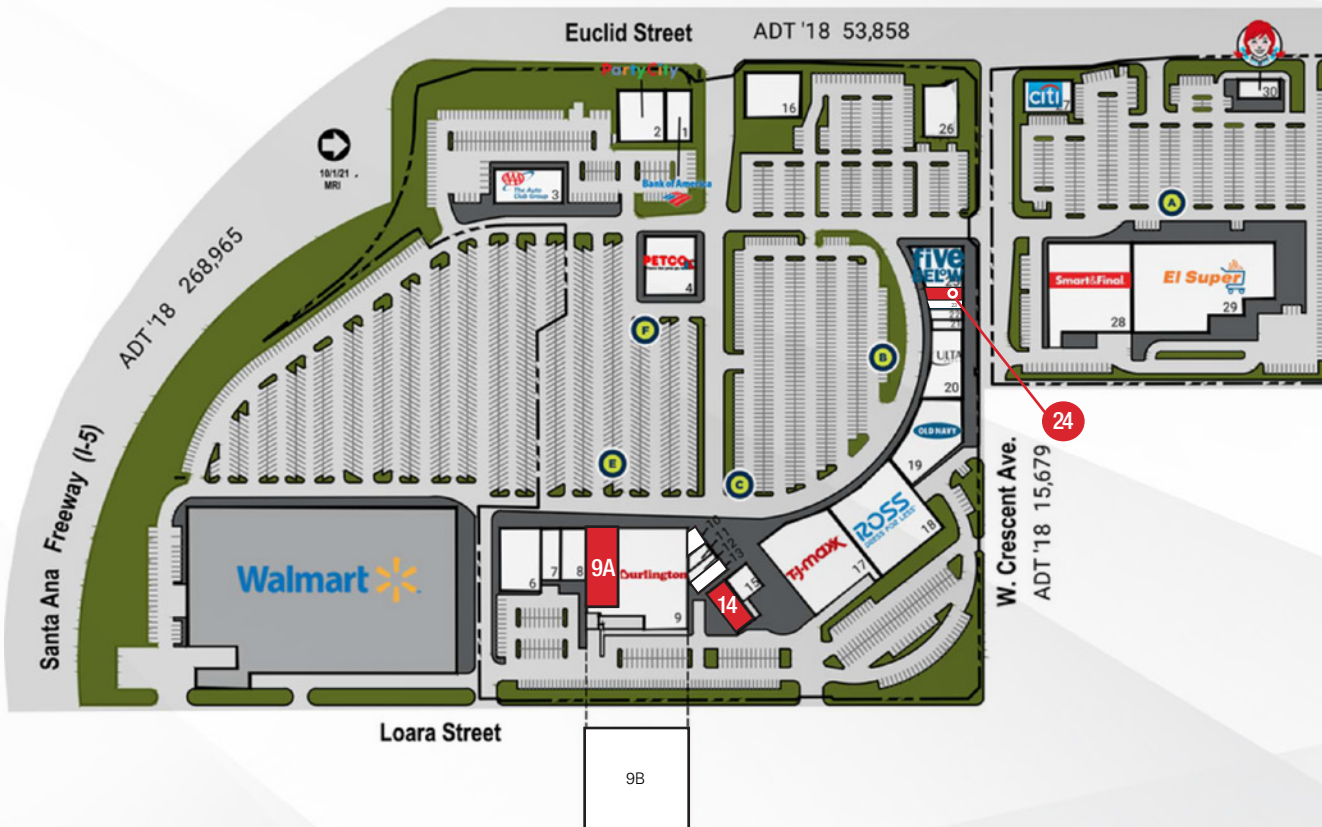 Euclid Street
ADT '18 53,858
Party City
2
1
Bank of America
16
26
citi
27
30
10/1/21
MRI
The Auto
Club Group
3
ADT '18 268,965
Santa Ana Freeway (I-5)
PETCO
4
A
B
C
E
F
five
BELOW
25
22
21
ULTA
20
OLD NAVY
19
ROSS
DRESS FOR LESS
18
T.J.maxx
17
Smart&Final
28
El Super
29
24
W. Crescent Ave.
ADT '18 15,679
Walmart
6
7
8
9A
Burlington
9
10
11
12
13
14
15
Loara Street
9B